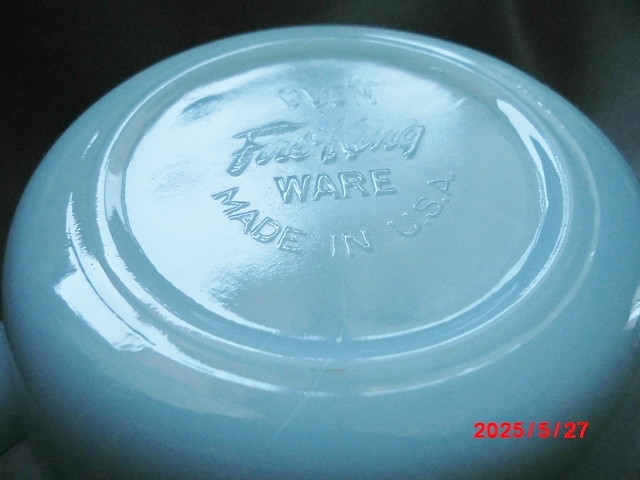 OVEN
Fire-King
WARE
MADE IN U.S.A.
2025/5/27